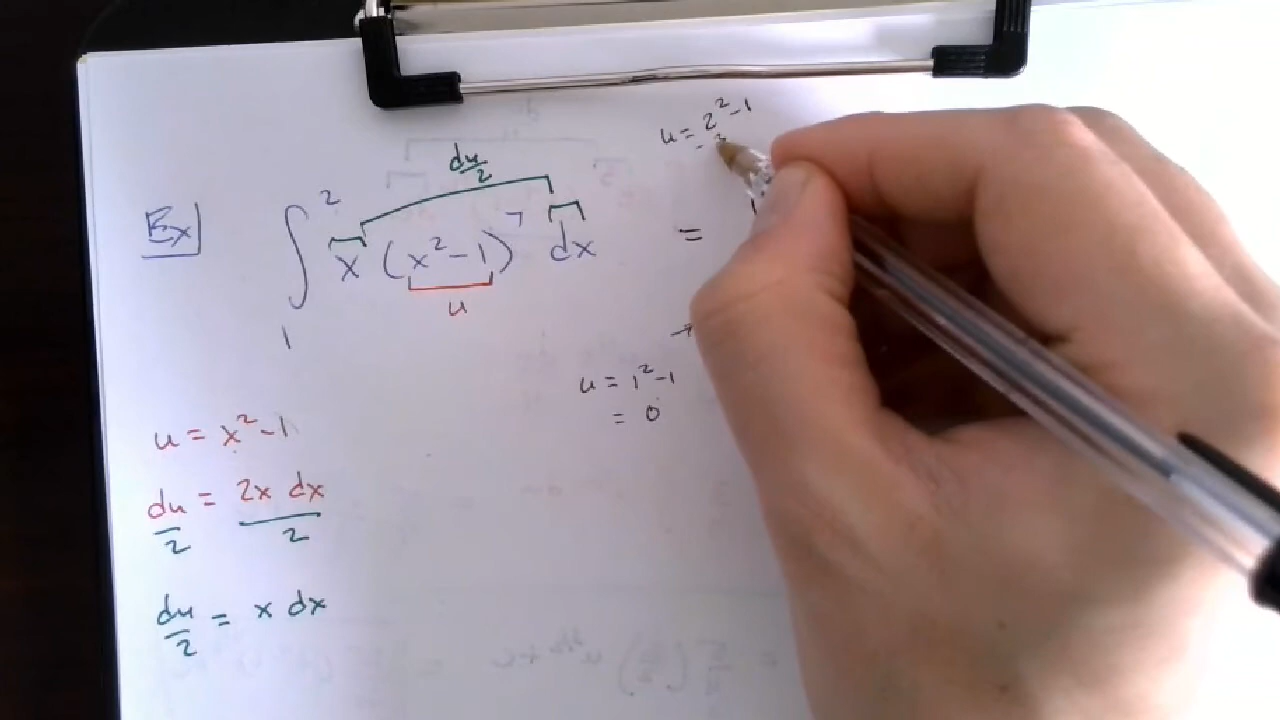 u = 2² - 1
= 3
du/2
Ex ∫₁² x (x² - 1)⁷ dx =
u
→
u = 1² - 1
= 0
u = x² - 1
du/2 = 2x dx/2
du/2 = x dx